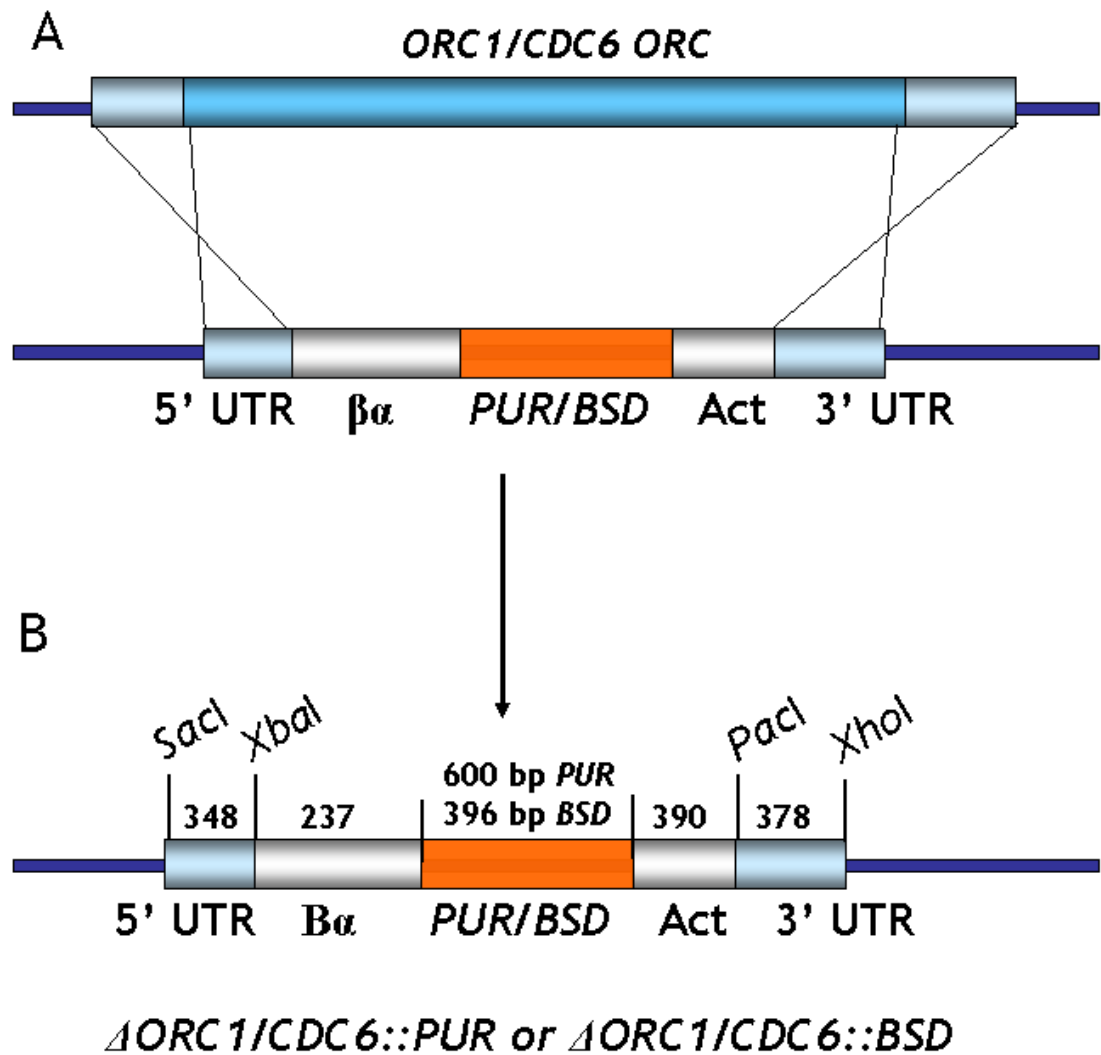 A
ORC1/CDC6 ORC
5’ UTR βα PUR/BSD Act 3’ UTR
B
SacI XbaI PacI XhoI
600 bp PUR
348 237 396 bp BSD 390 378
5’ UTR Bα PUR/BSD Act 3’ UTR
ΔORC1/CDC6::PUR or ΔORC1/CDC6::BSD